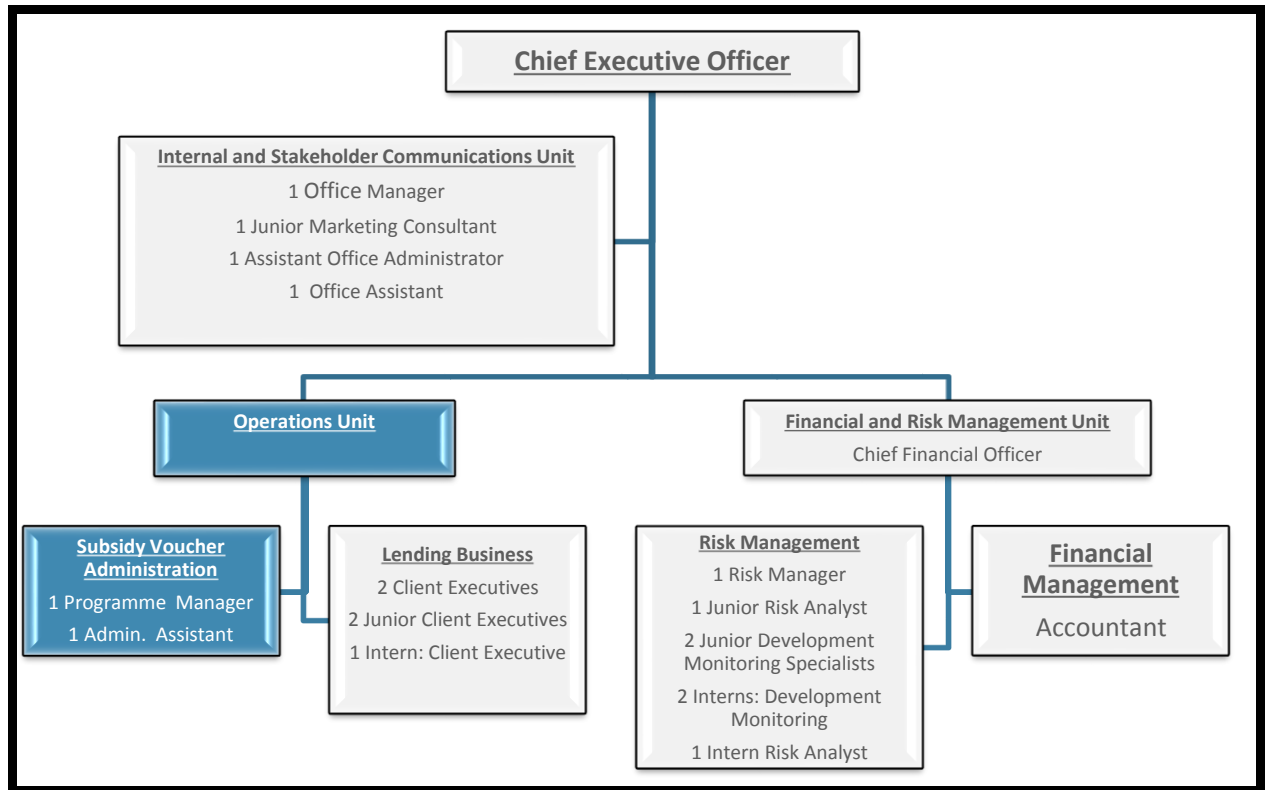 Chief Executive Officer
Internal and Stakeholder Communications Unit
1 Office Manager
1 Junior Marketing Consultant
1 Assistant Office Administrator
1 Office Assistant
Operations Unit
Financial and Risk Management Unit
Chief Financial Officer
Subsidy Voucher
Administration
1 Programme Manager
1 Admin. Assistant
Lending Business
2 Client Executives
2 Junior Client Executives
1 Intern: Client Executive
Risk Management
1 Risk Manager
1 Junior Risk Analyst
2 Junior Development
Monitoring Specialists
2 Interns: Development
Monitoring
1 Intern Risk Analyst
Financial
Management
Accountant